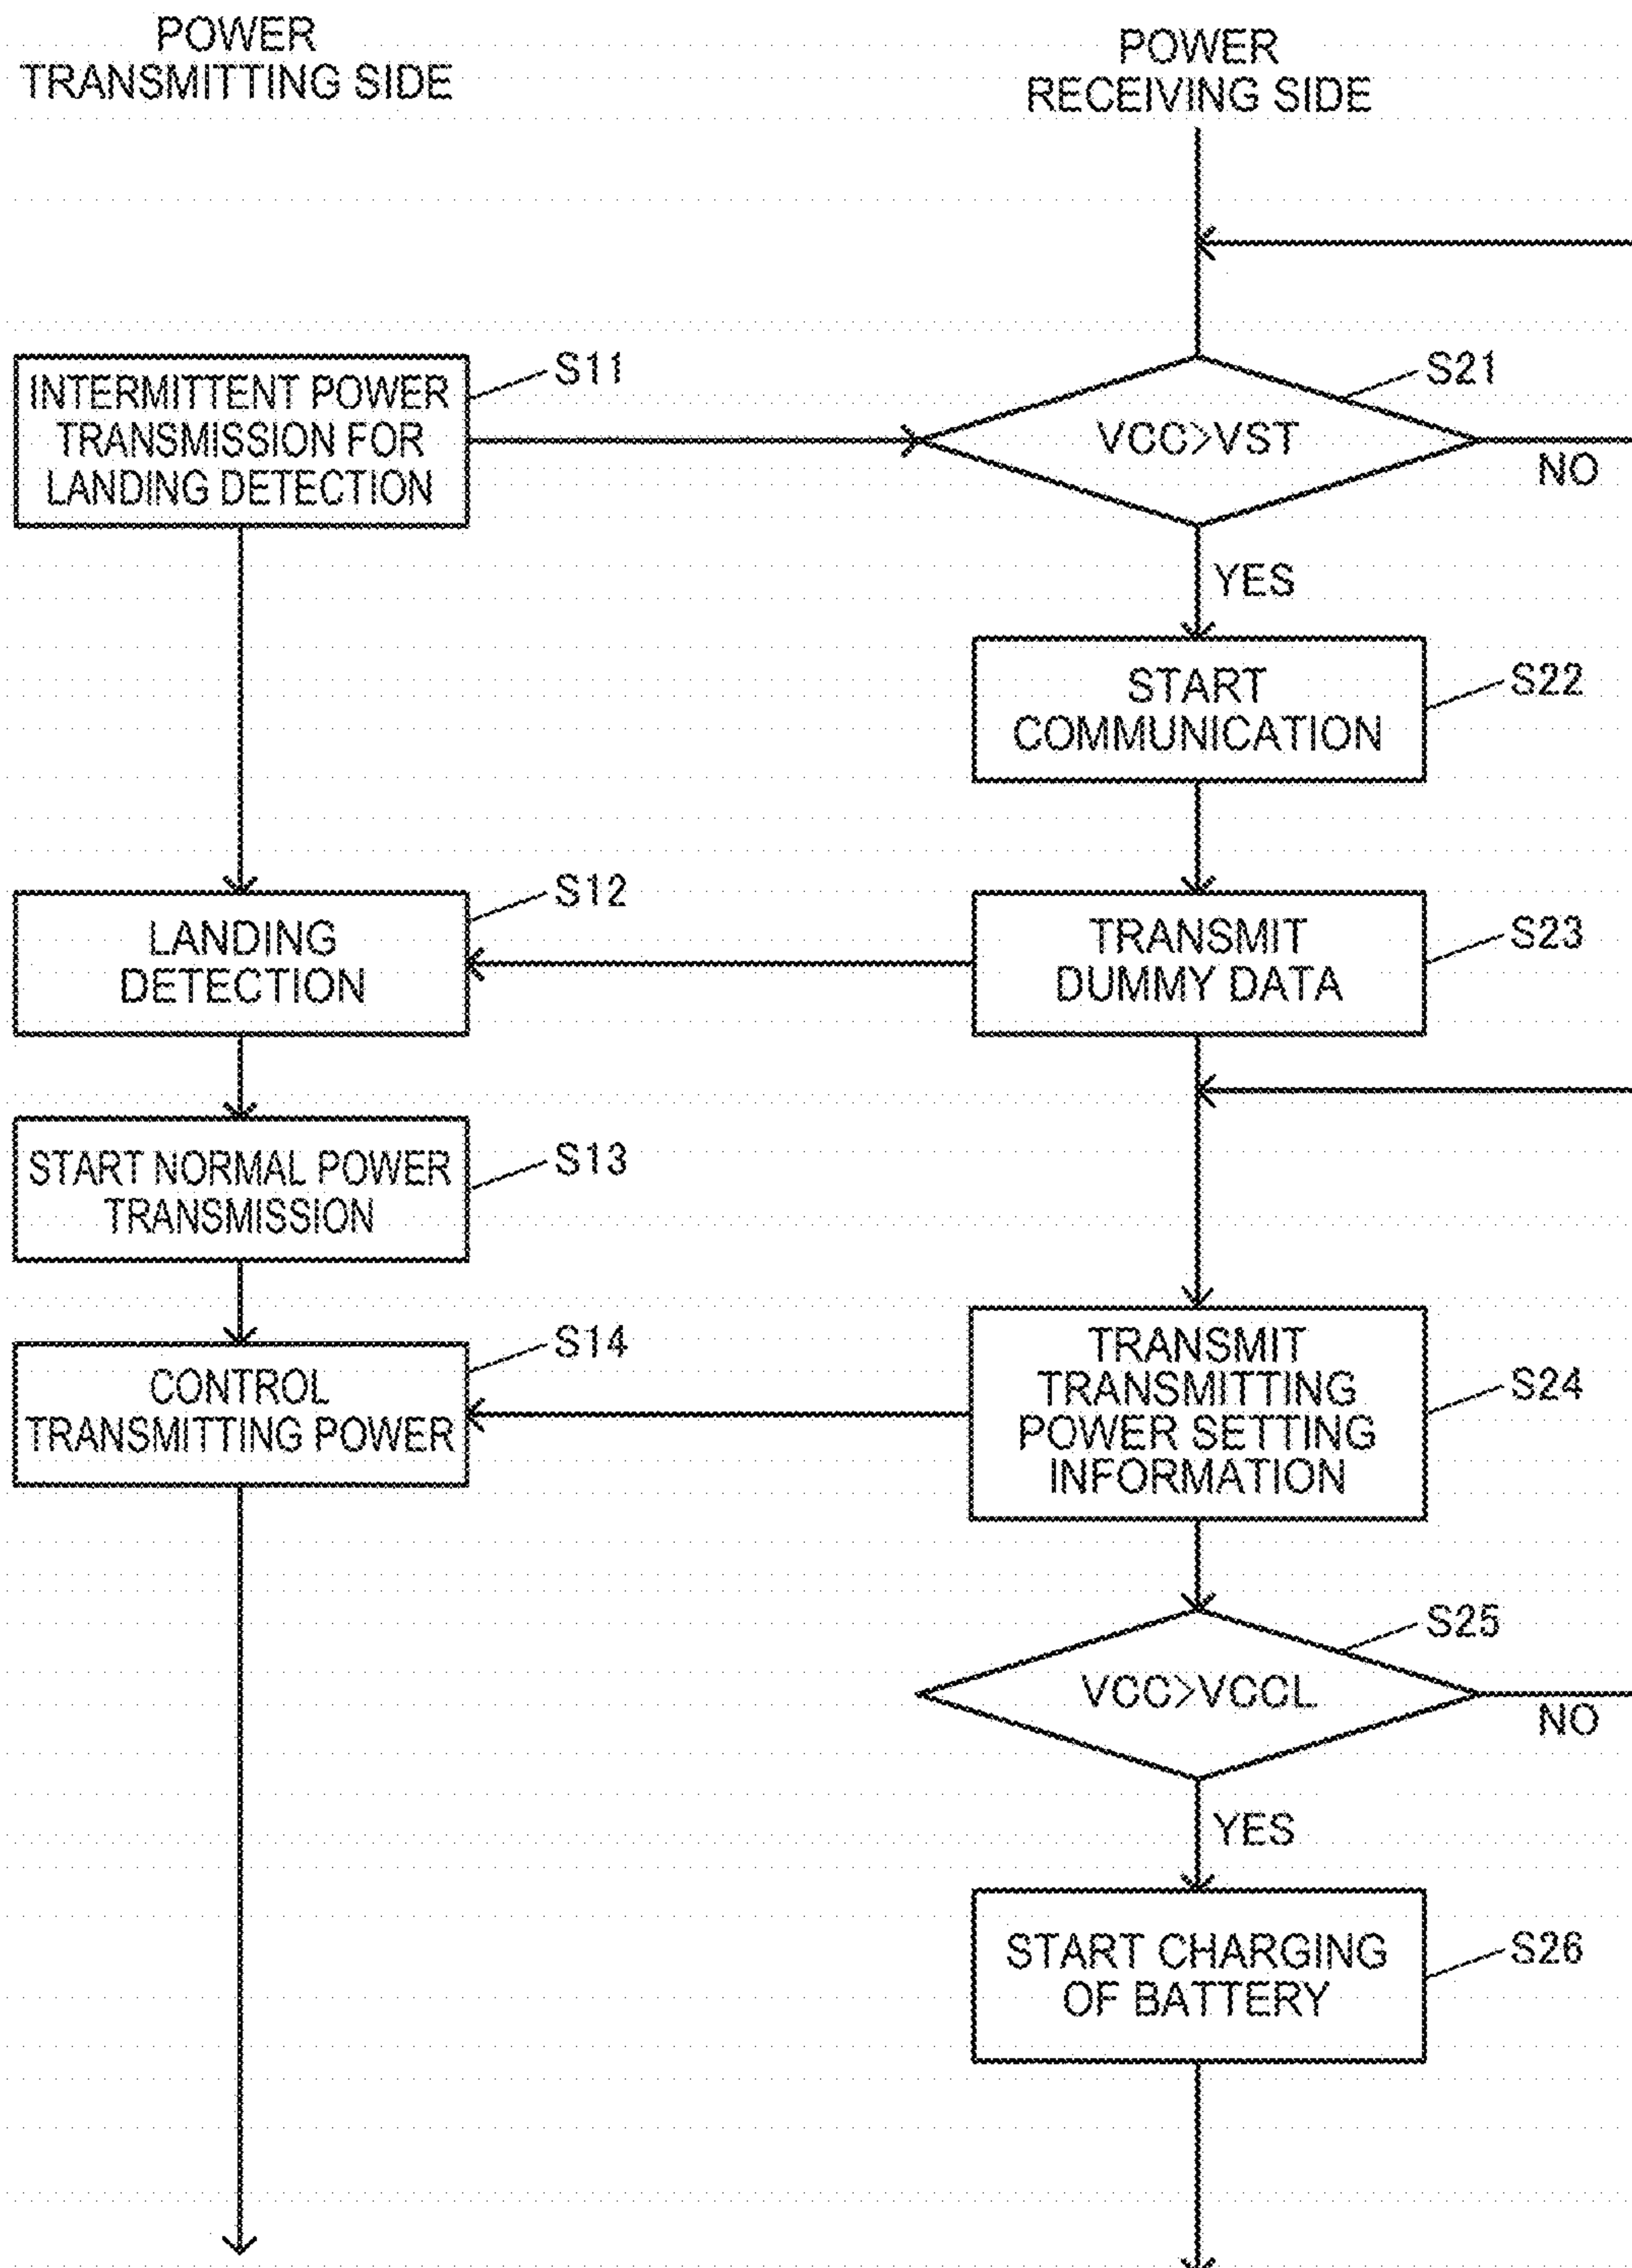 POWER
TRANSMITTING SIDE
POWER
RECEIVING SIDE
INTERMITTENT POWER
TRANSMISSION FOR
LANDING DETECTION
S11
VCC>VST
S21
NO
YES
START
COMMUNICATION
S22
LANDING
DETECTION
S12
TRANSMIT
DUMMY DATA
S23
START NORMAL POWER
TRANSMISSION
S13
CONTROL
TRANSMITTING POWER
S14
TRANSMIT
TRANSMITTING
POWER SETTING
INFORMATION
S24
VCC>VCCL
S25
NO
YES
START CHARGING
OF BATTERY
S26